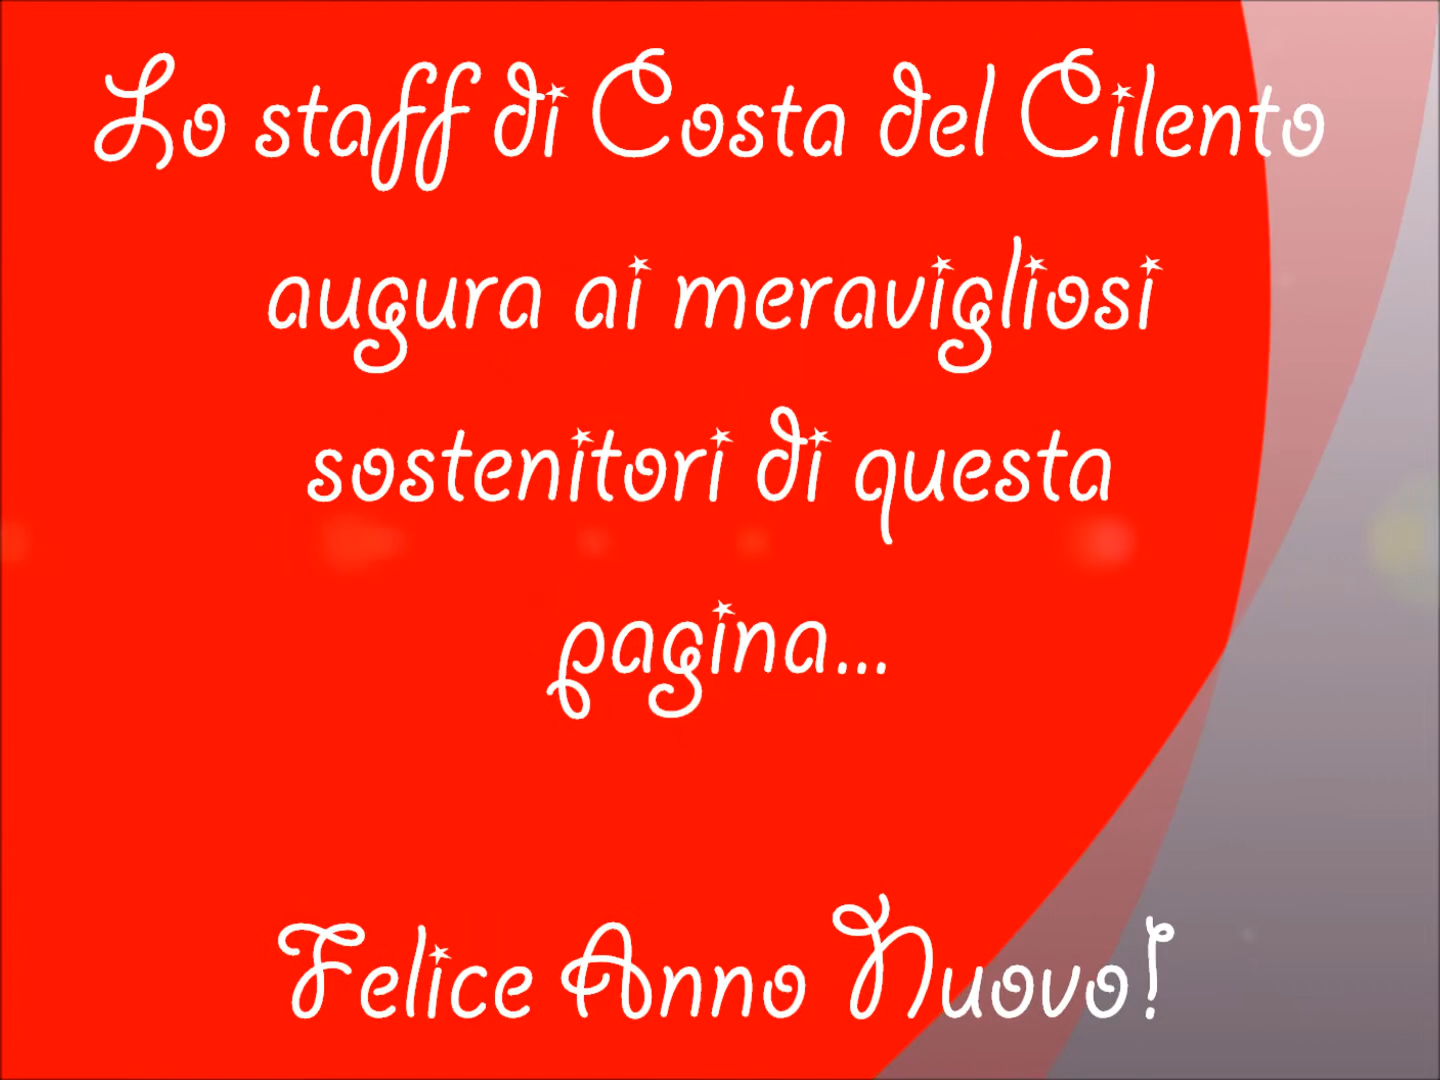 Lo staff di Costa del Cilento
augura ai meravigliosi
sostenitori di questa
pagina...
Felice Anno Nuovo!